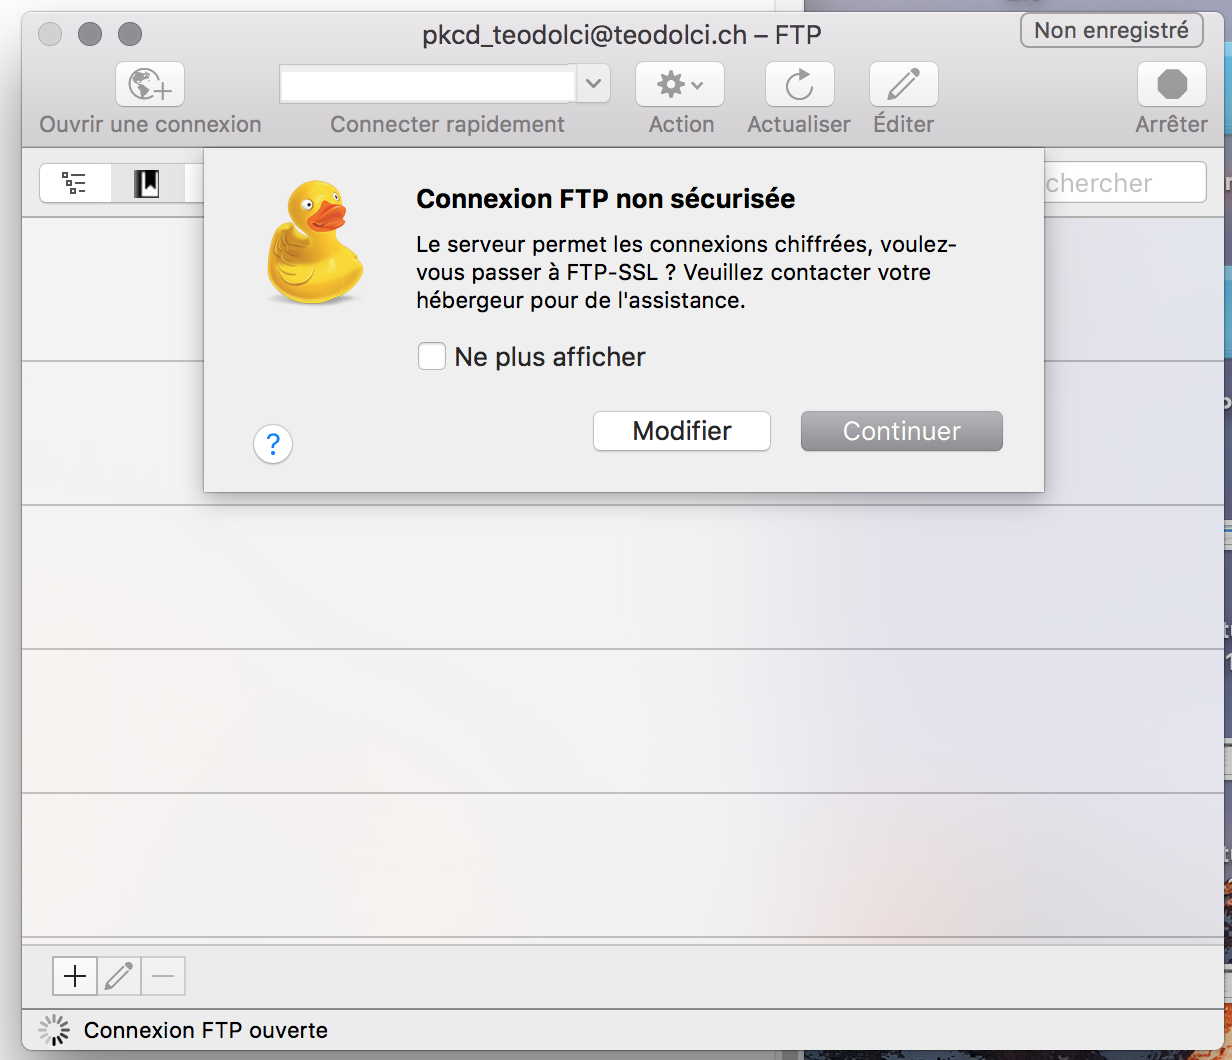 pkcd_teodolci@teodolci.ch – FTP
Non enregistré
Ouvrir une connexion
Connecter rapidement
Action
Actualiser
Éditer
Arrêter
chercher
Connexion FTP non sécurisée
Le serveur permet les connexions chiffrées, voulez-
vous passer à FTP-SSL ? Veuillez contacter votre
hébergeur pour de l'assistance.
Ne plus afficher
?
Modifier
Continuer
Connexion FTP ouverte